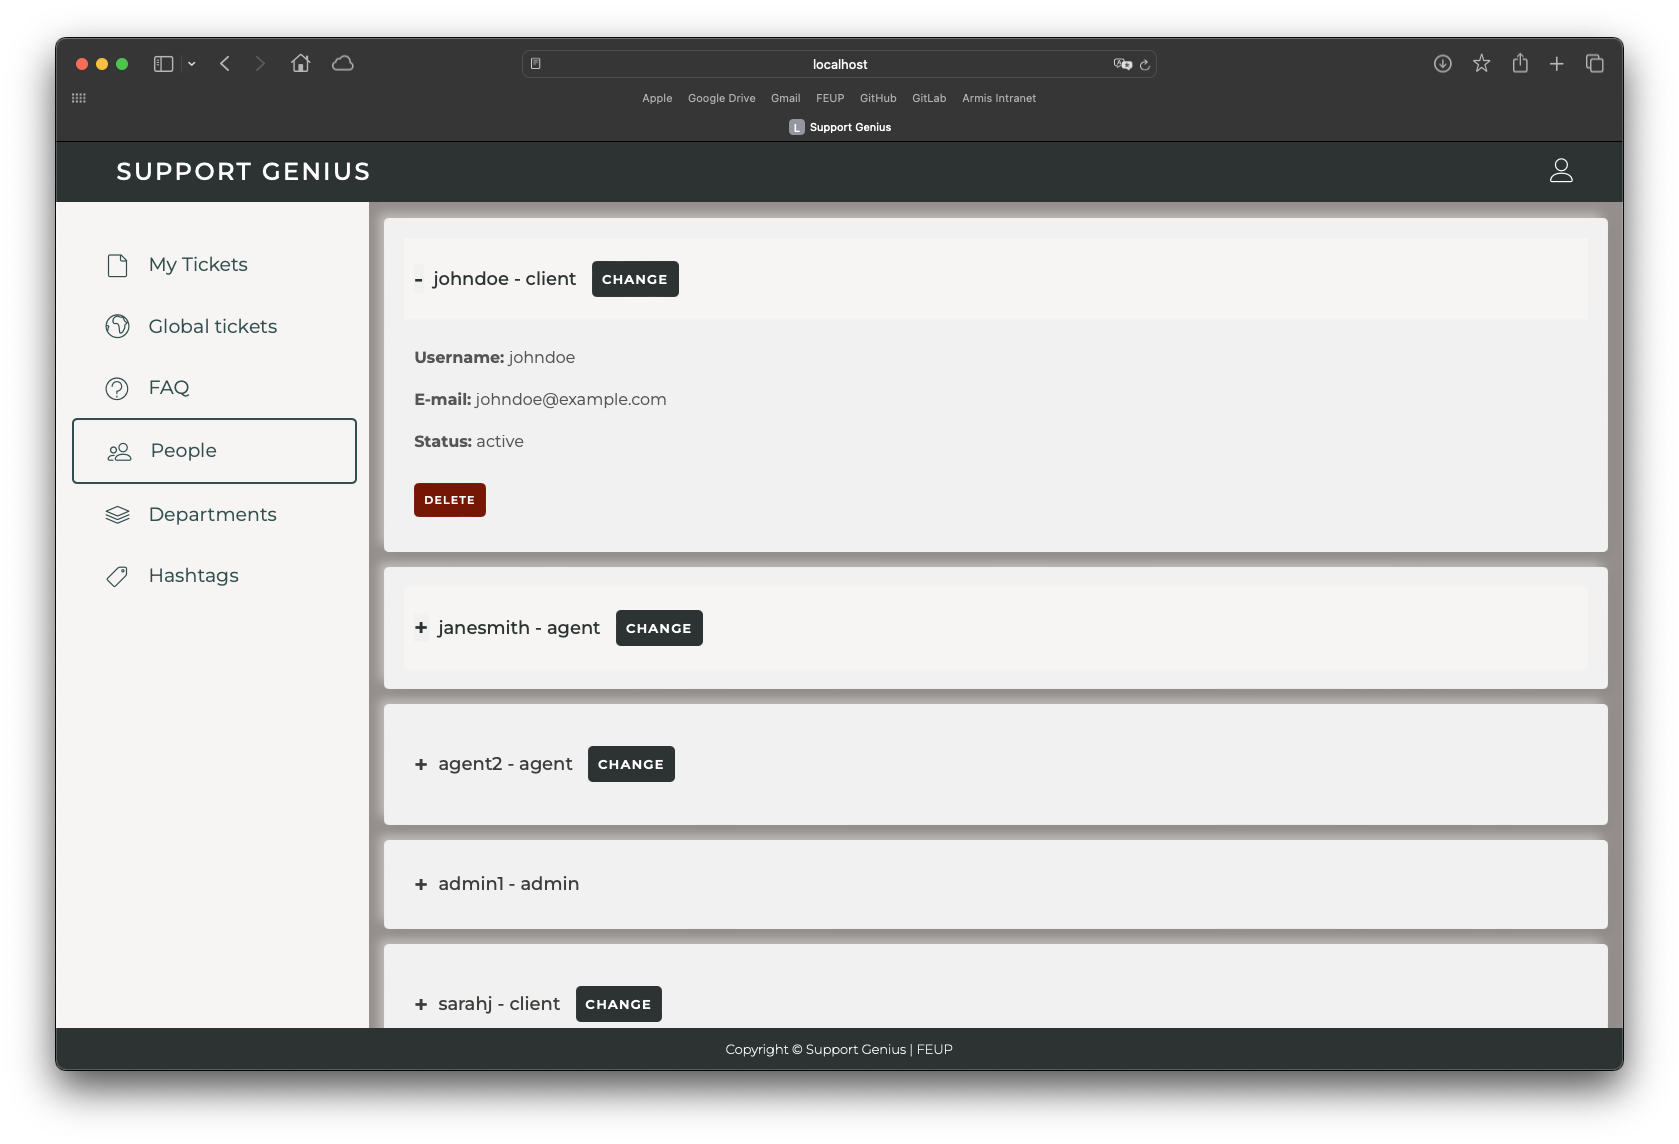 localhost
Apple Google Drive Gmail FEUP GitHub GitLab Armis Intranet
L Support Genius
SUPPORT GENIUS
My Tickets
Global tickets
FAQ
People
Departments
Hashtags
- johndoe - client CHANGE
Username: johndoe
E-mail: johndoe@example.com
Status: active
DELETE
+ janesmith - agent CHANGE
+ agent2 - agent CHANGE
+ admin1 - admin
+ sarahj - client CHANGE
Copyright © Support Genius | FEUP